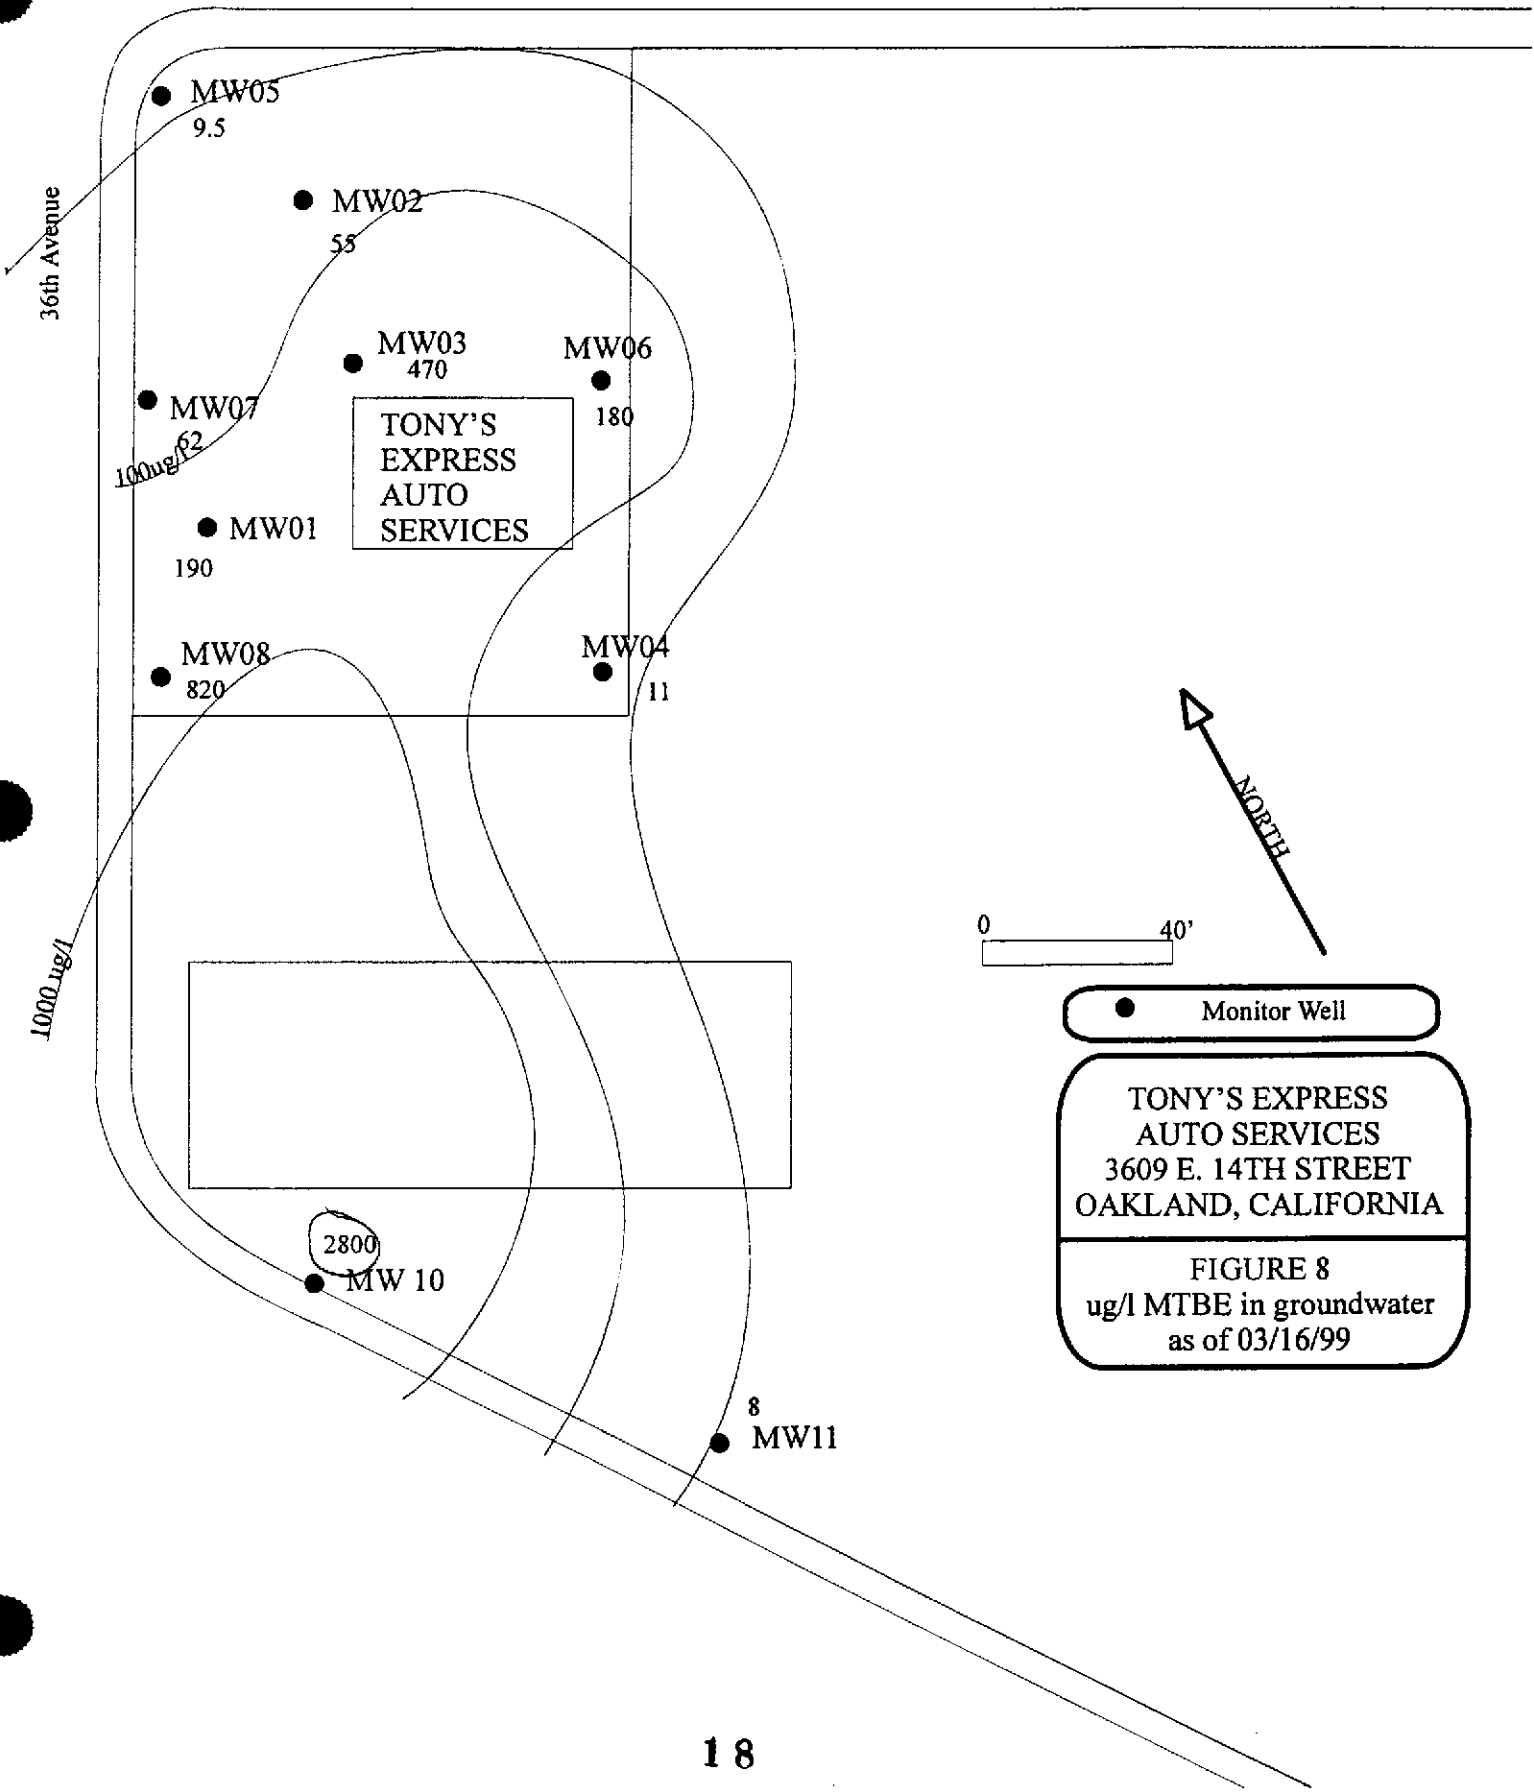 MW05
9.5
36th Avenue
MW02
55
MW03
470
MW06
180
MW07
62
100ug/l
TONY'S
EXPRESS
AUTO
SERVICES
MW01
190
MW08
820
MW04
11
NORTH
0 40'
1000 ug/l
Monitor Well
TONY'S EXPRESS
AUTO SERVICES
3609 E. 14TH STREET
OAKLAND, CALIFORNIA
FIGURE 8
ug/l MTBE in groundwater
as of 03/16/99
2800
MW 10
8
MW11
18